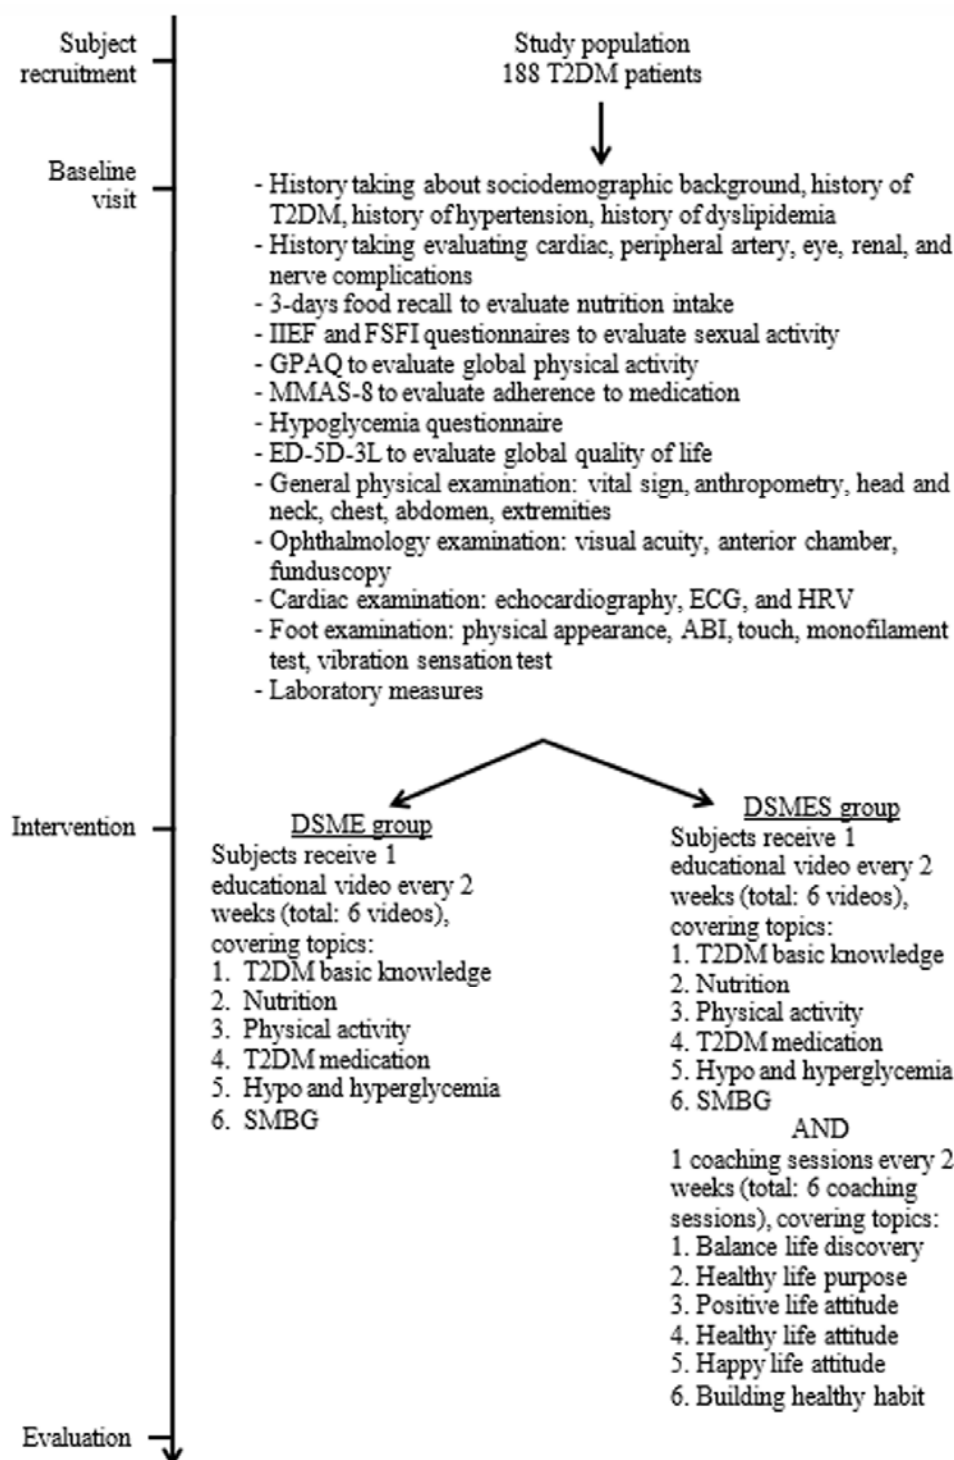 Subject
recruitment
Study population
188 T2DM patients
Baseline
visit
- History taking about sociodemographic background, history of
T2DM, history of hypertension, history of dyslipidemia
- History taking evaluating cardiac, peripheral artery, eye, renal, and
nerve complications
- 3-days food recall to evaluate nutrition intake
- IIEF and FSFI questionnaires to evaluate sexual activity
- GPAQ to evaluate global physical activity
- MMAS-8 to evaluate adherence to medication
- Hypoglycemia questionnaire
- ED-5D-3L to evaluate global quality of life
- General physical examination: vital sign, anthropometry, head and
neck, chest, abdomen, extremities
- Ophthalmology examination: visual acuity, anterior chamber,
funduscopy
- Cardiac examination: echocardiography, ECG, and HRV
- Foot examination: physical appearance, ABI, touch, monofilament
test, vibration sensation test
- Laboratory measures
Intervention
DSME group
Subjects receive 1
educational video every 2
weeks (total: 6 videos),
covering topics:
1. T2DM basic knowledge
2. Nutrition
3. Physical activity
4. T2DM medication
5. Hypo and hyperglycemia
6. SMBG
DSMES group
Subjects receive 1
educational video every 2
weeks (total: 6 videos),
covering topics:
1. T2DM basic knowledge
2. Nutrition
3. Physical activity
4. T2DM medication
5. Hypo and hyperglycemia
6. SMBG
AND
1 coaching sessions every 2
weeks (total: 6 coaching
sessions), covering topics:
1. Balance life discovery
2. Healthy life purpose
3. Positive life attitude
4. Healthy life attitude
5. Happy life attitude
6. Building healthy habit
Evaluation